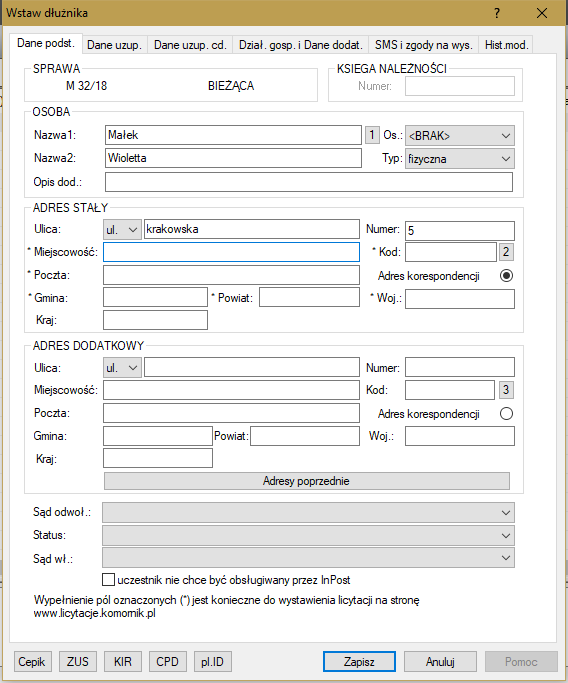 Wstaw dłużnika ?
Dane podst. Dane uzup. Dane uzup. cd. Dział. gosp. i Dane dodat. SMS i zgody na wys. Hist.mod.
SPRAWA KSIEGA NALEŻNOŚCI
M 32/18 BIEŻĄCA Numer:
OSOBA
Nazwa1: Małek 1 Os.: <BRAK>
Nazwa2: Wioletta Typ: fizyczna
Opis dod.:
ADRES STAŁY
Ulica: ul. krakowska Numer: 5
* Miejscowość: * Kod: 2
* Poczta: Adres korespondencji
* Gmina: * Powiat: * Woj.:
Kraj:
ADRES DODATKOWY
Ulica: ul. Numer:
Miejscowość: Kod: 3
Poczta: Adres korespondencji
Gmina: Powiat: Woj.:
Kraj:
Adresy poprzednie
Sąd odwoł.:
Status:
Sąd wł.:
uczestnik nie chce być obsługiwany przez InPost
Wypełnienie pól oznaczonych (*) jest konieczne do wystawienia licytacji na stronę
www.licytacje.komornik.pl
Cepik ZUS KIR CPD pl.ID Zapisz Anuluj Pomoc